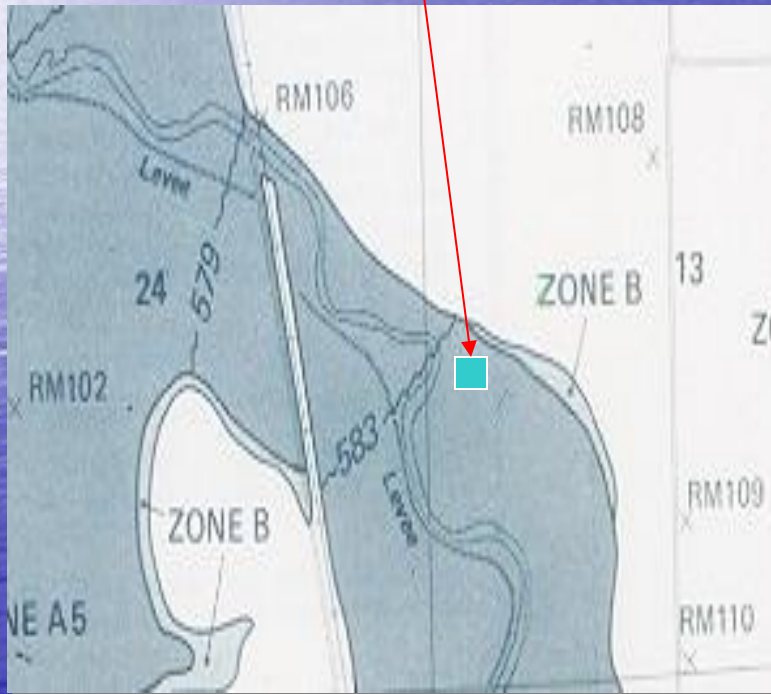 RM106
RM108
Levee
24
579
ZONE B
13
RM102
583
Levee
RM109
ZONE B
NE A5
RM110